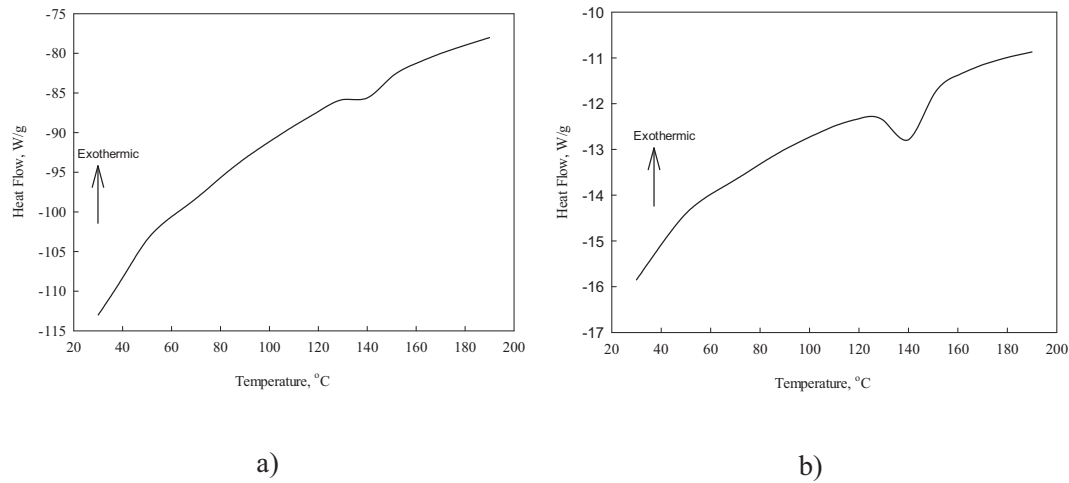 -75
-80
-85
-90
-95
-100
-105
-110
-115
Heat Flow, W/g
Exothermic
20 40 60 80 100 120 140 160 180 200
Temperature, °C
a)
-10
-11
-12
-13
-14
-15
-16
-17
Heat Flow, W/g
Exothermic
20 40 60 80 100 120 140 160 180 200
Temperature, °C
b)